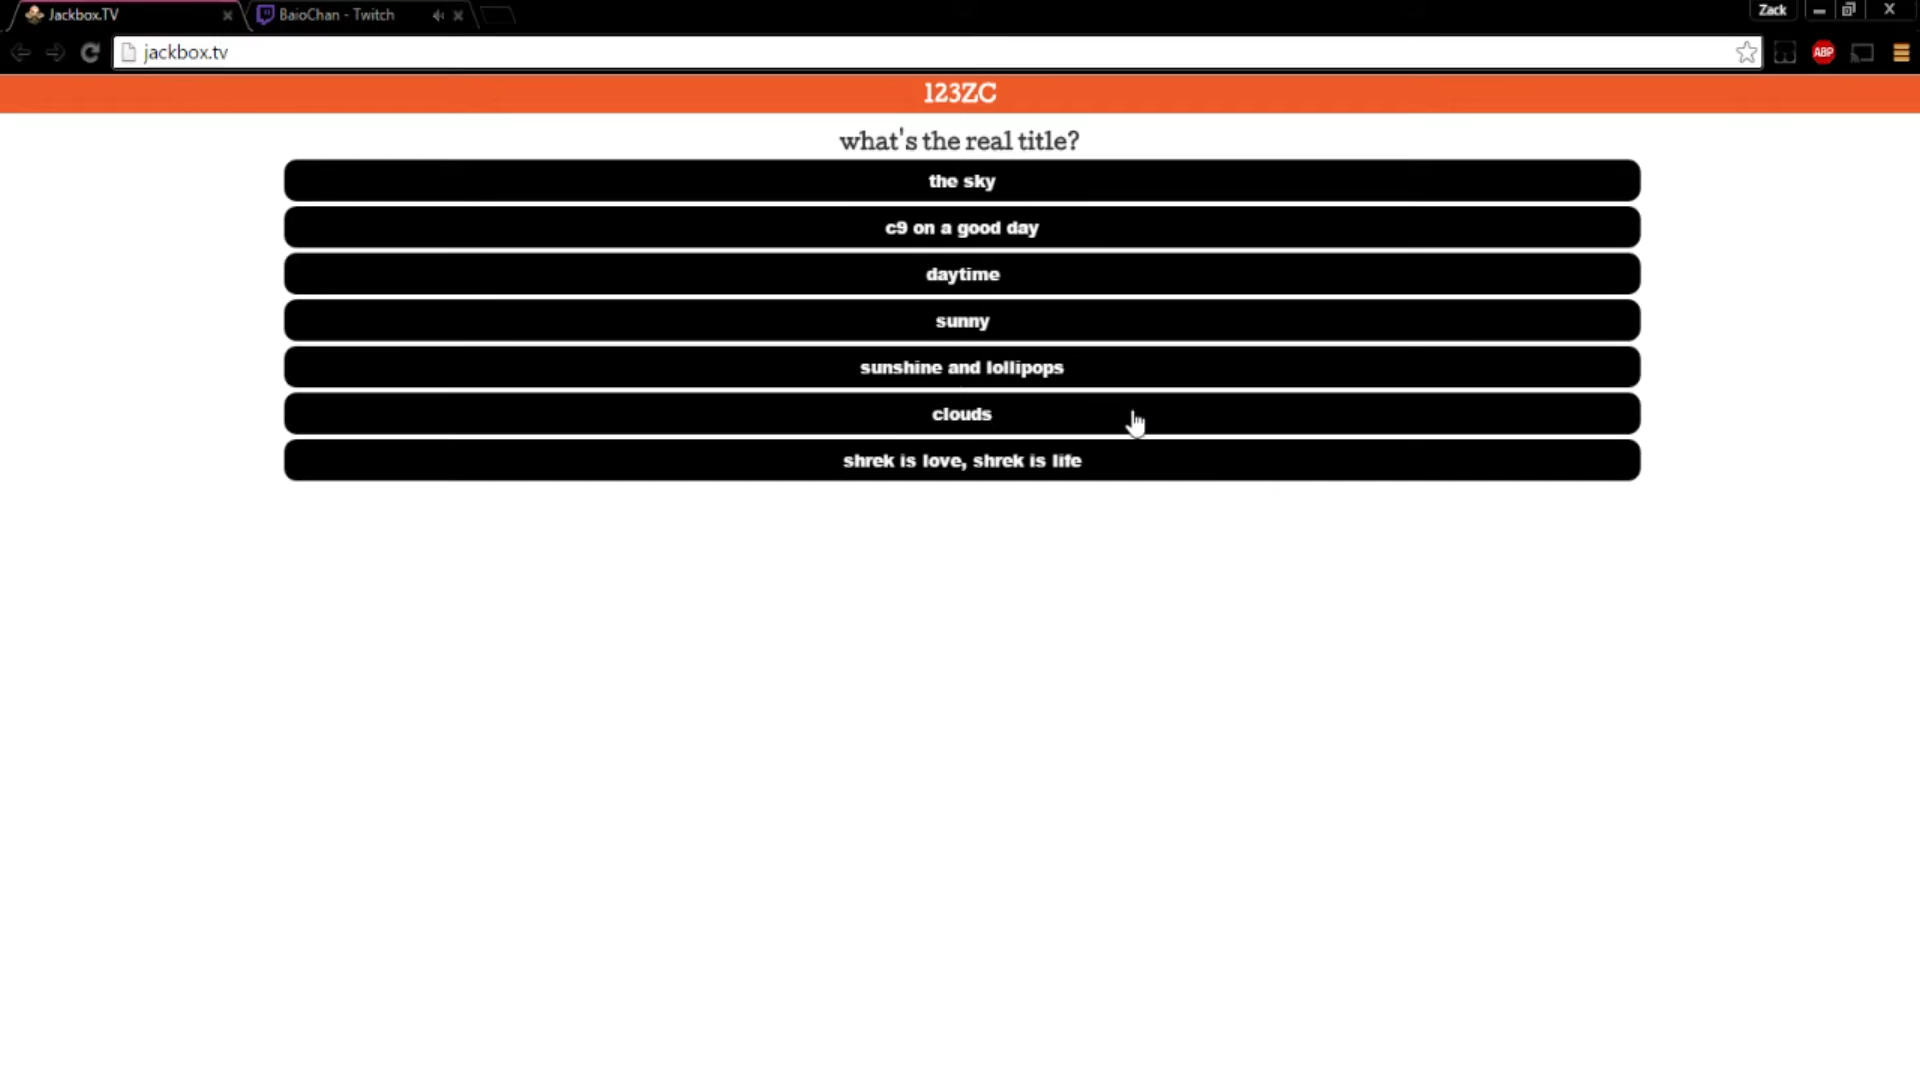 Jackbox.TV
BaioChan - Twitch
Zack
jackbox.tv
ABP
123ZC
what's the real title?
the sky
c9 on a good day
daytime
sunny
sunshine and lollipops
clouds
shrek is love, shrek is life